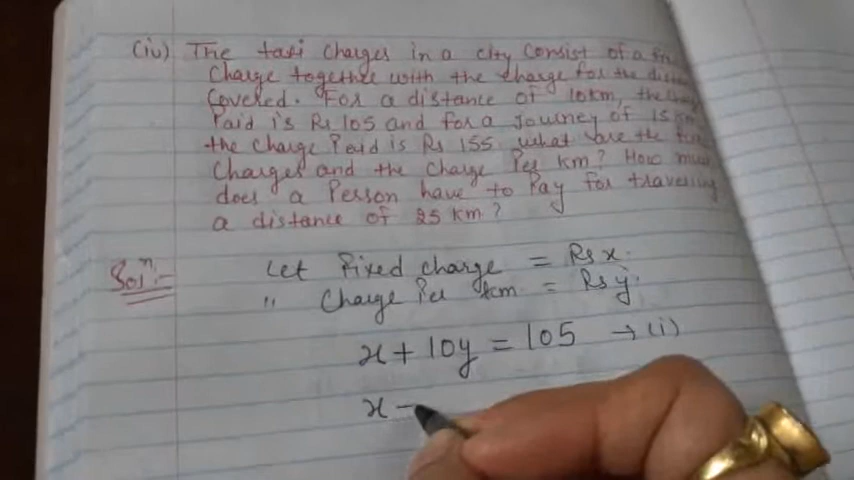 (iv) The taxi charges in a city consist of a
charge together with the charge for the
Covered. For a distance of 10km, the
Paid is Rs 105 and for a Journey of 15 km
the charge Paid is Rs 155. what are the
Charges and the charge Per km? How
does a Person have to Pay for travelling
a distance of 25 km?
Solⁿ:- Let fixed charge = Rs x.
" Charge Per km = Rs y.
x + 10y = 105 → (i)
x